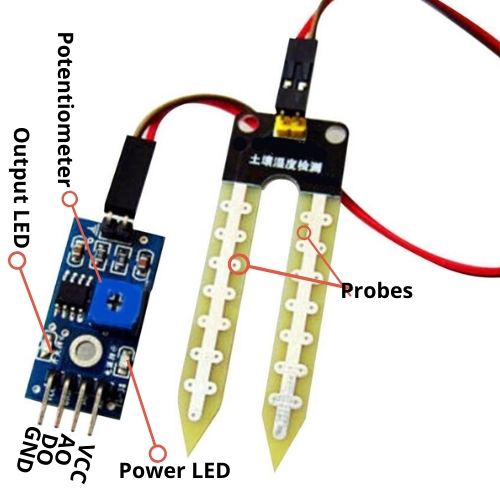 Potentiometer
Output LED
土壤湿度检测
Probes
VCC
AO
DO
GND
Power LED